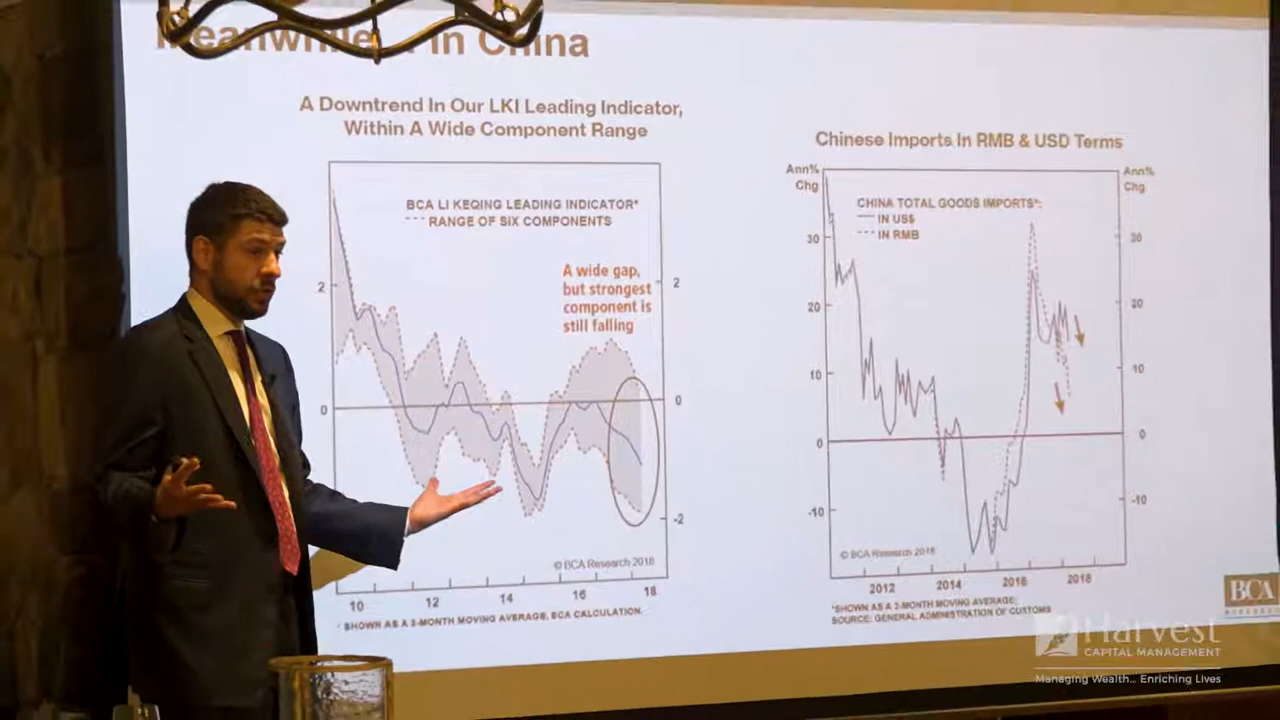 Meanwhile in China
A Downtrend In Our LKI Leading Indicator,
Within A Wide Component Range
BCA LI KEQING LEADING INDICATOR*
RANGE OF SIX COMPONENTS
A wide gap,
but strongest
component is
still falling
2
0
2
0
-2
© BCA Research 2018
10 12 14 16 18
* SHOWN AS A 3-MONTH MOVING AVERAGE, BCA CALCULATION.
Chinese Imports In RMB & USD Terms
Ann%
Chg
Ann%
Chg
CHINA TOTAL GOODS IMPORTS*:
IN US$
IN RMB
30
20
10
0
-10
30
20
10
0
-10
© BCA Research 2018
2012 2014 2016 2018
*SHOWN AS A 3-MONTH MOVING AVERAGE;
SOURCE: GENERAL ADMINISTRATION OF CUSTOMS
BCA
Harvest
CAPITAL MANAGEMENT
Managing Wealth... Enriching Lives